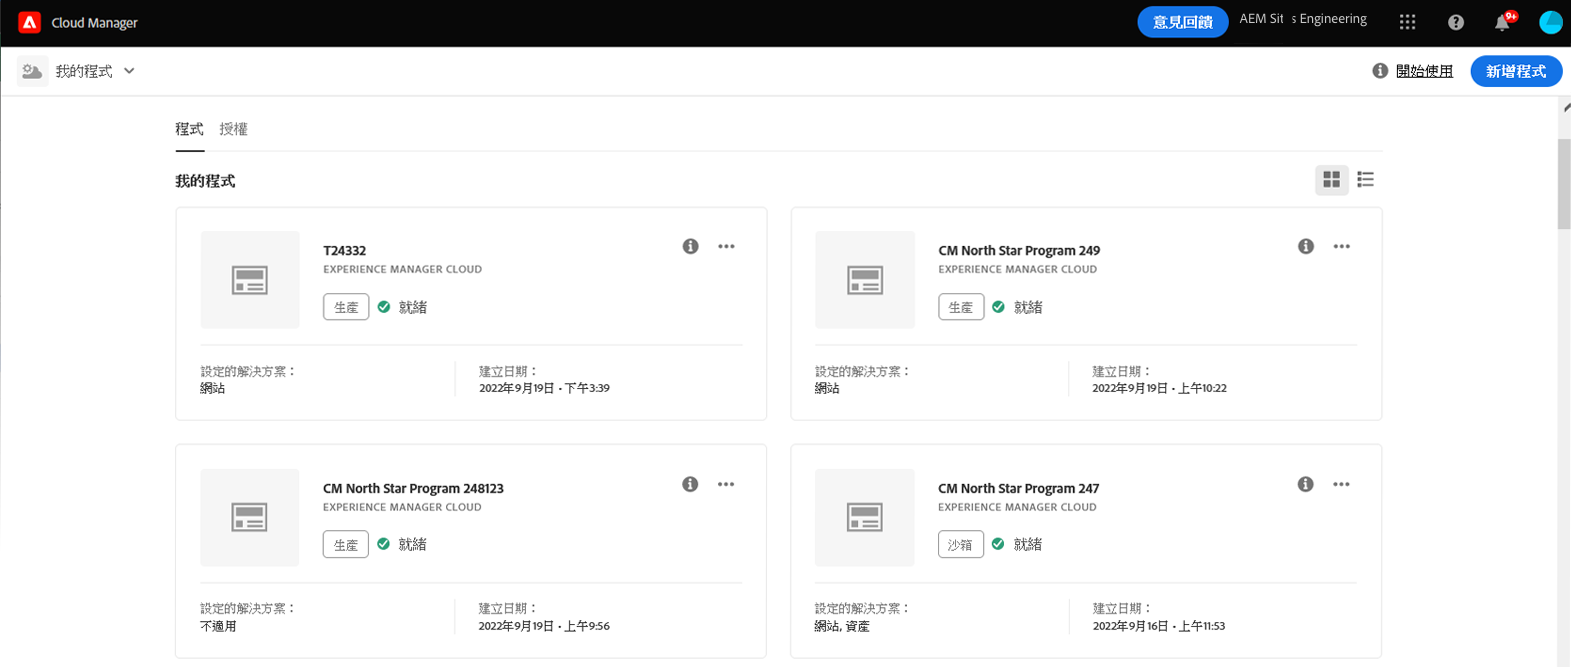 Cloud Manager
意見回饋
AEM Sites Engineering
9+
我的程式
開始使用
新增程式
程式 授權
我的程式
T24332
EXPERIENCE MANAGER CLOUD
生產 就緒
設定的解決方案：
網站
建立日期：
2022年9月19日 • 下午3:39
CM North Star Program 249
EXPERIENCE MANAGER CLOUD
生產 就緒
設定的解決方案：
網站
建立日期：
2022年9月19日 • 上午10:22
CM North Star Program 248123
EXPERIENCE MANAGER CLOUD
生產 就緒
設定的解決方案：
不適用
建立日期：
2022年9月19日 • 上午9:56
CM North Star Program 247
EXPERIENCE MANAGER CLOUD
沙箱 就緒
設定的解決方案：
網站, 資產
建立日期：
2022年9月16日 • 上午11:53